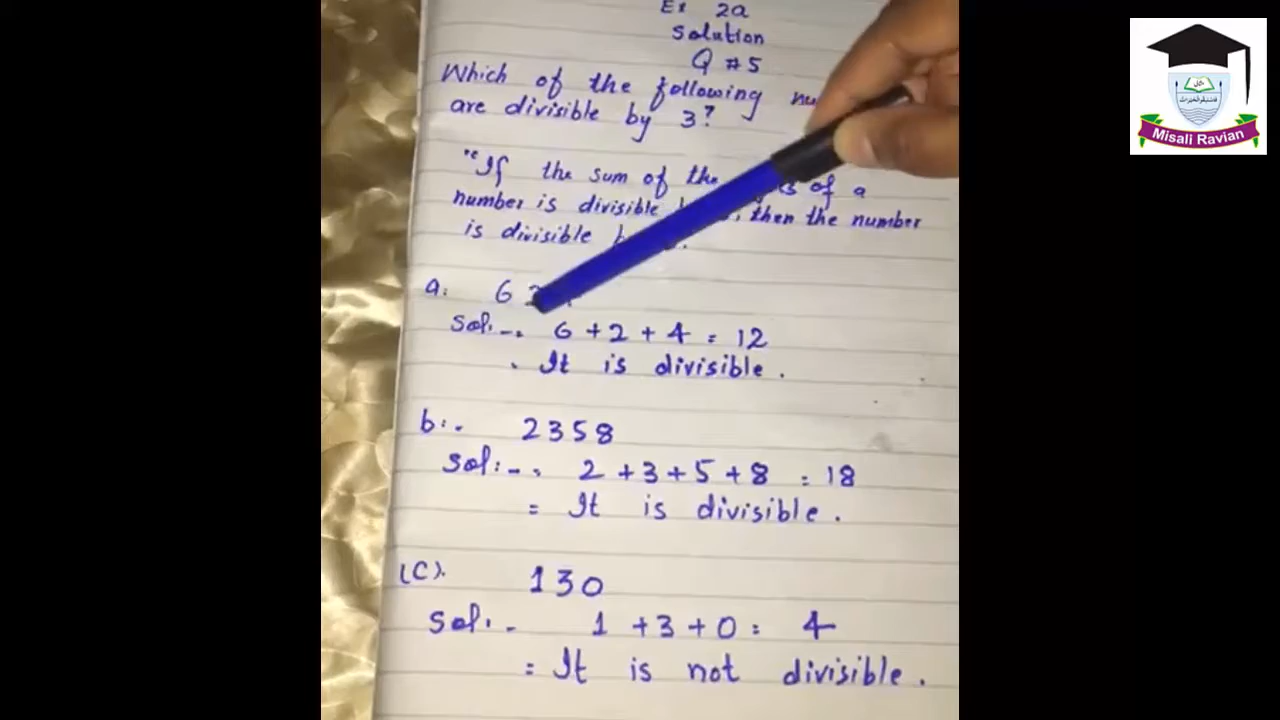 Ex 2a
Solution
Q #5
Which of the following
are divisible by 3?
"If the sum of the of a
number is divisible then the number
is divisible
a: 6
Sol:-. 6 + 2 + 4 = 12
. It is divisible.
b:. 2358
Sol:-. 2 + 3 + 5 + 8 = 18
= It is divisible.
(C). 130
Sol:- 1 + 3 + 0 = 4
= It is not divisible.
Misali Ravian